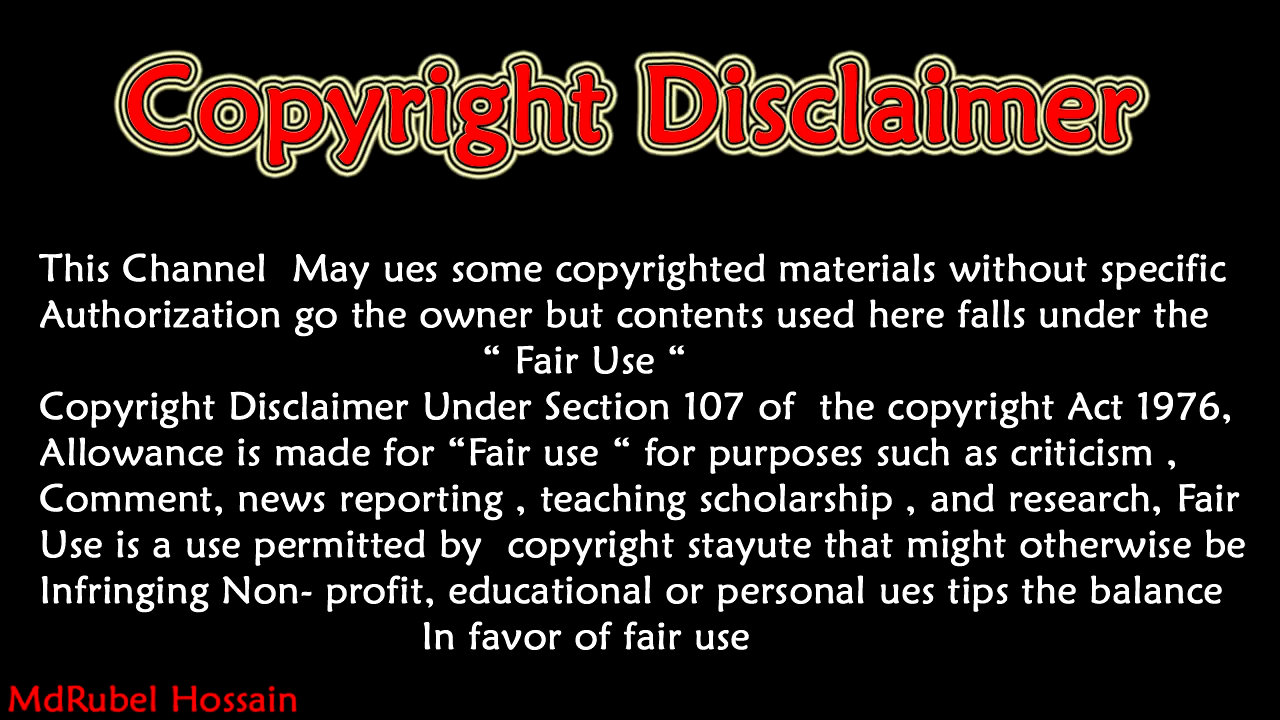 Copyright Disclaimer
This Channel May ues some copyrighted materials without specific
Authorization go the owner but contents used here falls under the
“ Fair Use “
Copyright Disclaimer Under Section 107 of the copyright Act 1976,
Allowance is made for “Fair use “ for purposes such as criticism ,
Comment, news reporting , teaching scholarship , and research, Fair
Use is a use permitted by copyright stayute that might otherwise be
Infringing Non- profit, educational or personal ues tips the balance
In favor of fair use
MdRubel Hossain